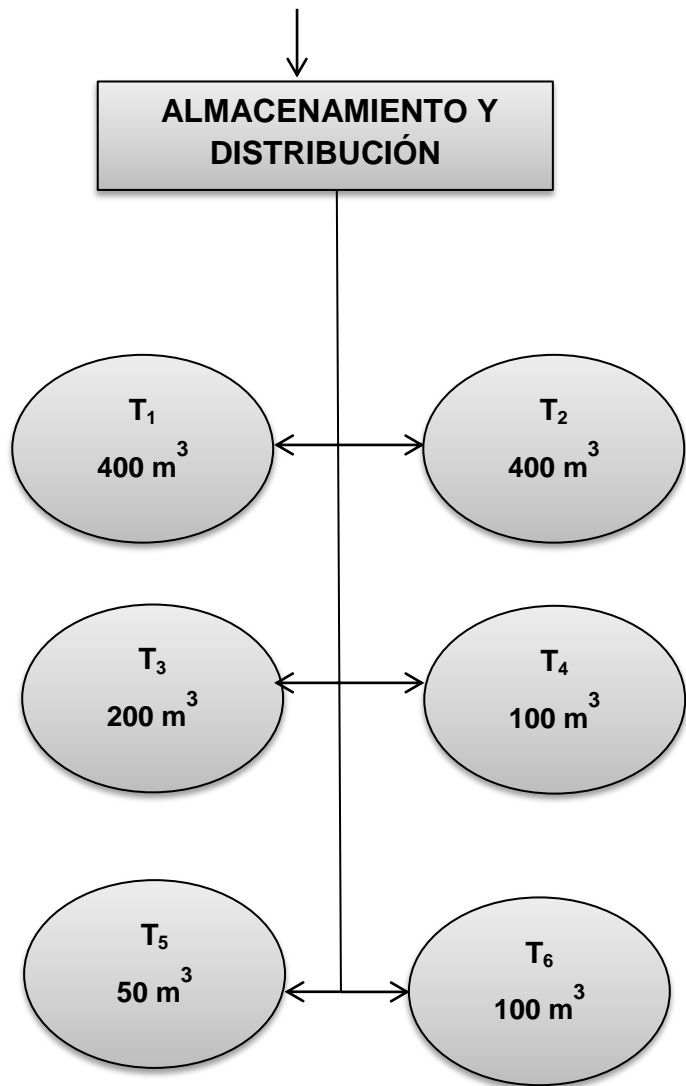 ALMACENAMIENTO Y
DISTRIBUCIÓN
T₁
400 m³
T₂
400 m³
T₃
200 m³
T₄
100 m³
T₅
50 m³
T₆
100 m³